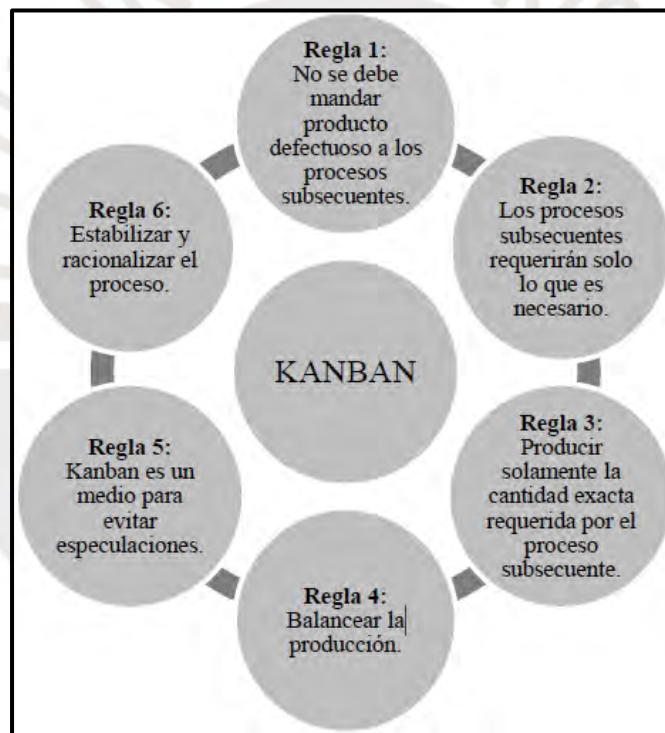 Regla 1:
No se debe
mandar
producto
defectuoso a los
procesos
subsecuentes.
Regla 2:
Los procesos
subsecuentes
requerirán solo
lo que es
necesario.
Regla 3:
Producir
solamente la
cantidad exacta
requerida por el
proceso
subsecuente.
Regla 4:
Balancear la
producción.
Regla 5:
Kanban es un
medio para
evitar
especulaciones.
Regla 6:
Estabilizar y
racionalizar el
proceso.
KANBAN